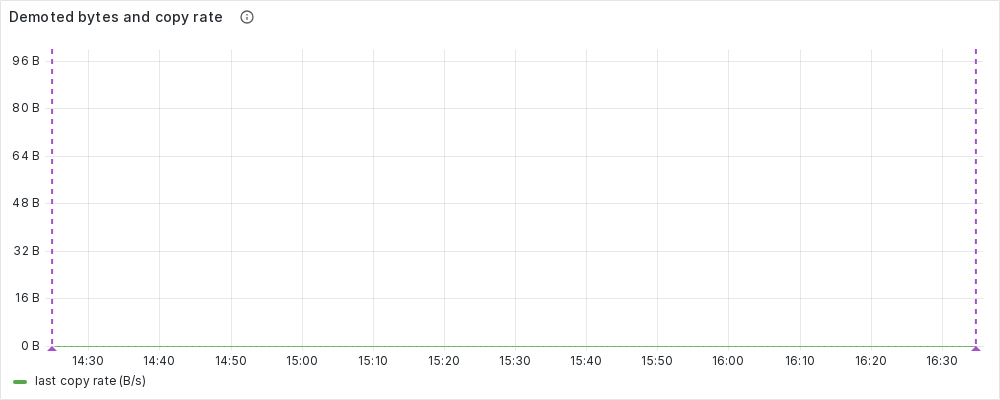 Demoted bytes and copy rate
96 B
80 B
64 B
48 B
32 B
16 B
0 B
14:30 14:40 14:50 15:00 15:10 15:20 15:30 15:40 15:50 16:00 16:10 16:20 16:30
last copy rate (B/s)